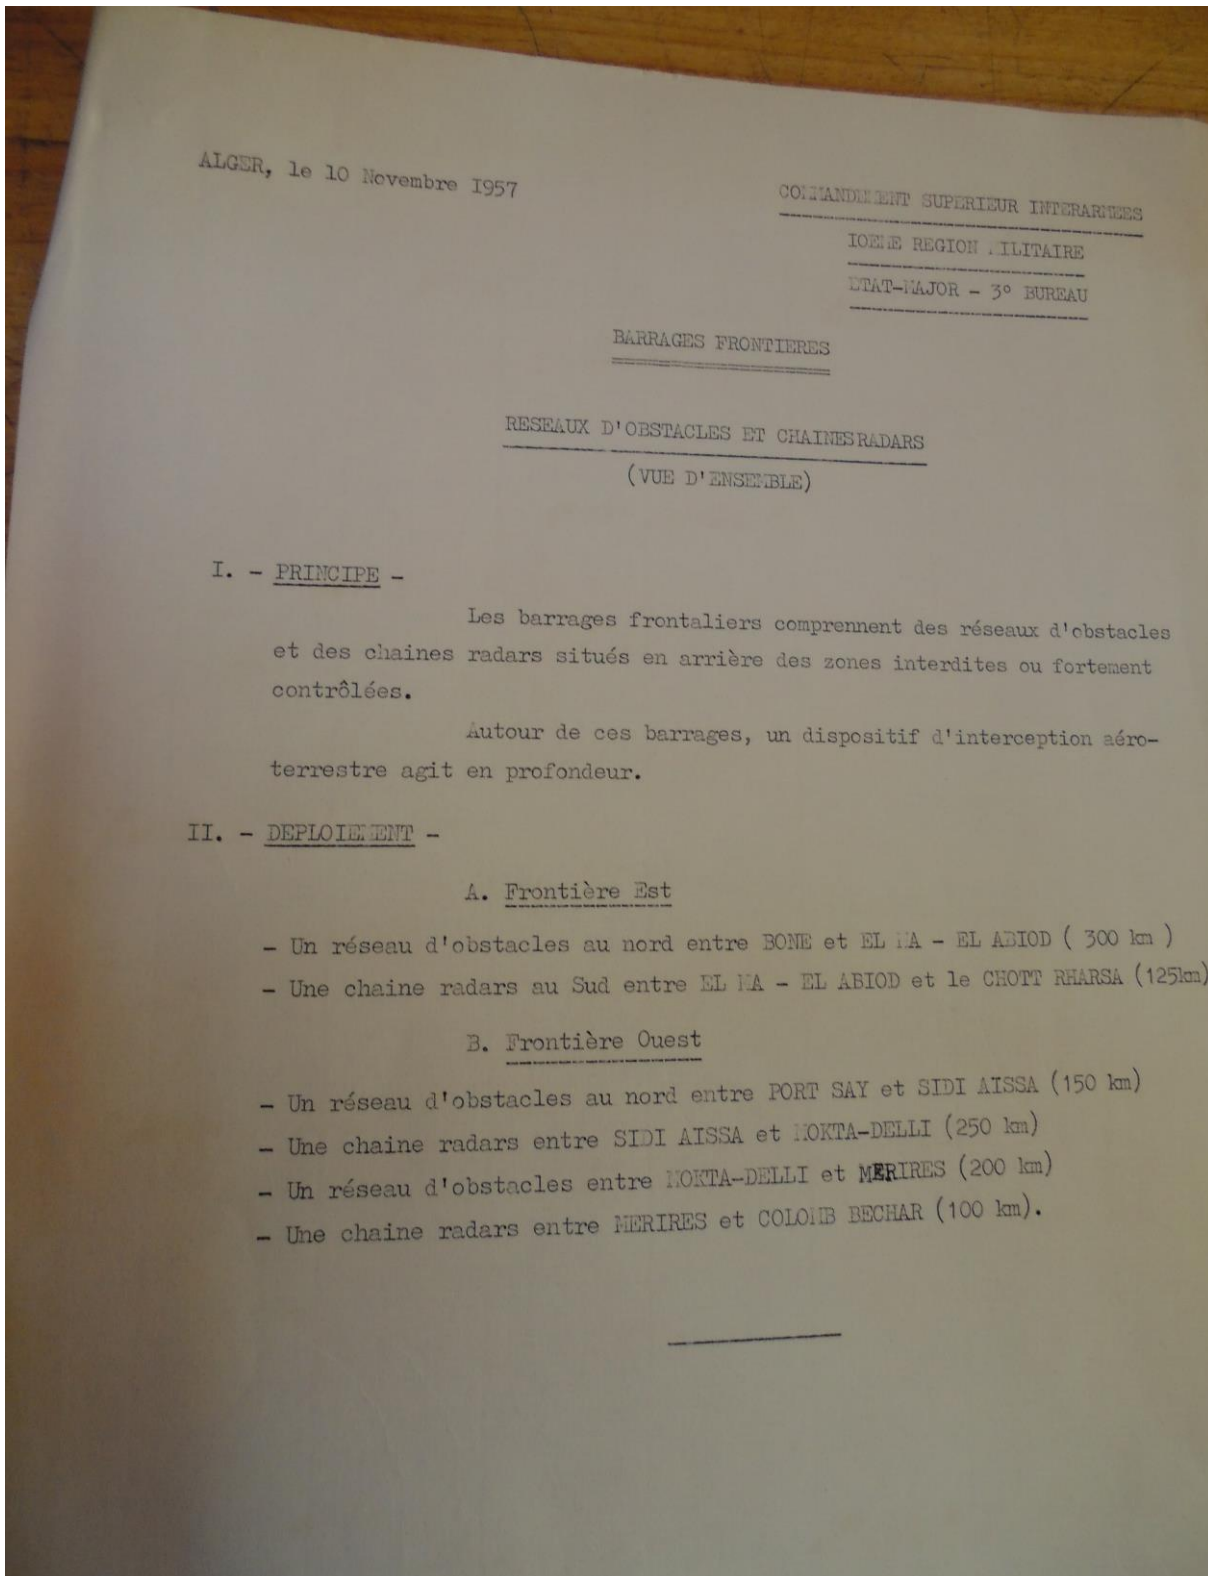 ALGER, le 10 Novembre 1957
COMMANDEMENT SUPERIEUR INTERARMEES
IOEME REGION MILITAIRE
ETAT-MAJOR - 3° BUREAU
BARRAGES FRONTIERES
RESEAUX D'OBSTACLES ET CHAINES RADARS
(VUE D'ENSEMBLE)
I. - PRINCIPE -
Les barrages frontaliers comprennent des réseaux d'obstacles
et des chaines radars situés en arrière des zones interdites ou fortement
contrôlées.
Autour de ces barrages, un dispositif d'interception aéro-
terrestre agit en profondeur.
II. - DEPLOIEMENT -
A. Frontière Est
- Un réseau d'obstacles au nord entre BONE et EL MA - EL ABIOD ( 300 km )
- Une chaine radars au Sud entre EL MA - EL ABIOD et le CHOTT RHARSA (125km)
B. Frontière Ouest
- Un réseau d'obstacles au nord entre PORT SAY et SIDI AISSA (150 km)
- Une chaine radars entre SIDI AISSA et MOKTA-DELLI (250 km)
- Un réseau d'obstacles entre MOKTA-DELLI et MERIRES (200 km)
- Une chaine radars entre MERIRES et COLOMB BECHAR (100 km).